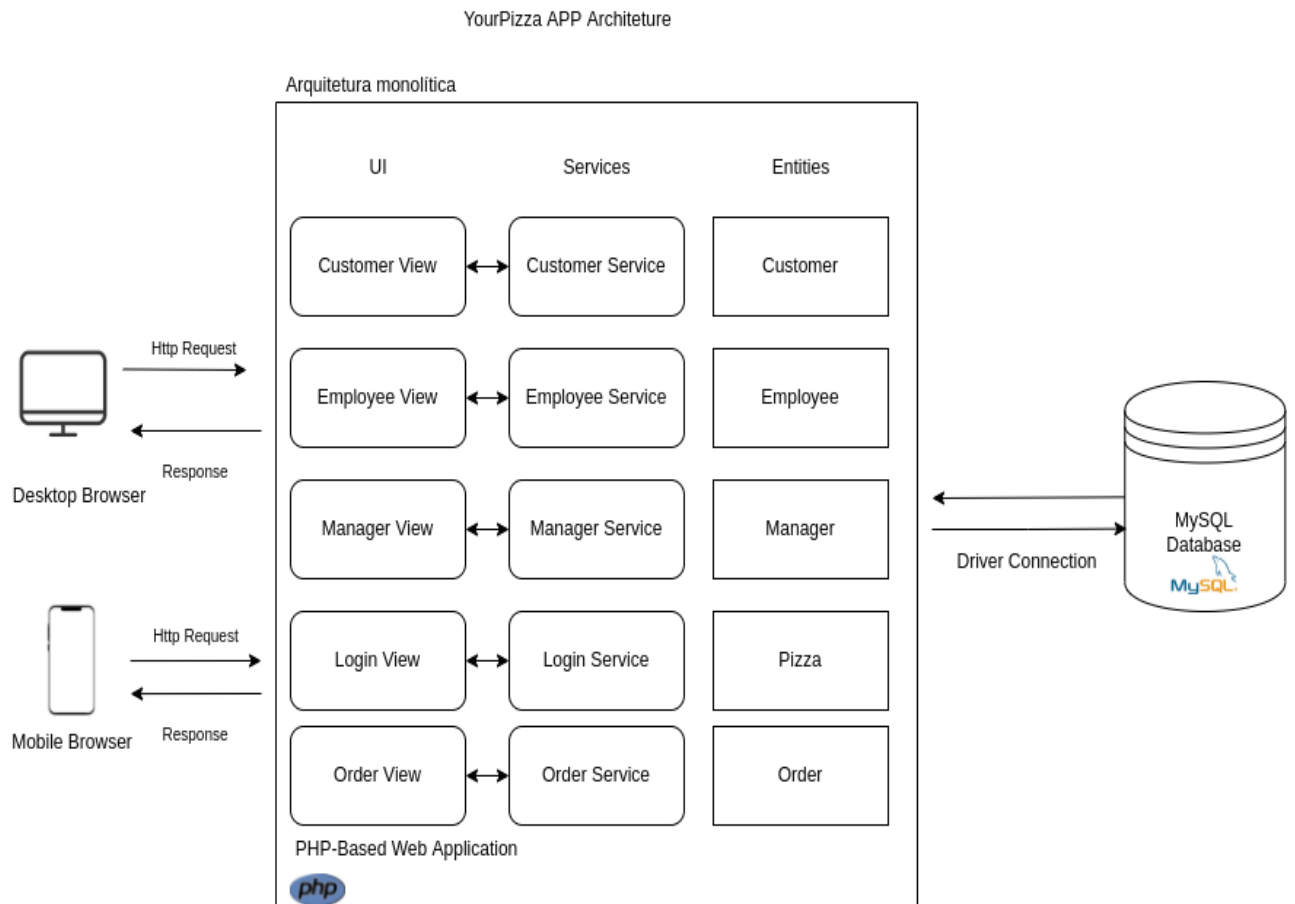 YourPizza APP Architeture
Arquitetura monolítica
UI
Services
Entities
Customer View
Customer Service
Customer
Http Request
Employee View
Employee Service
Employee
Response
Desktop Browser
Manager View
Manager Service
Manager
MySQL
Database
MySQL
Driver Connection
Http Request
Login View
Login Service
Pizza
Response
Mobile Browser
Order View
Order Service
Order
PHP-Based Web Application
php